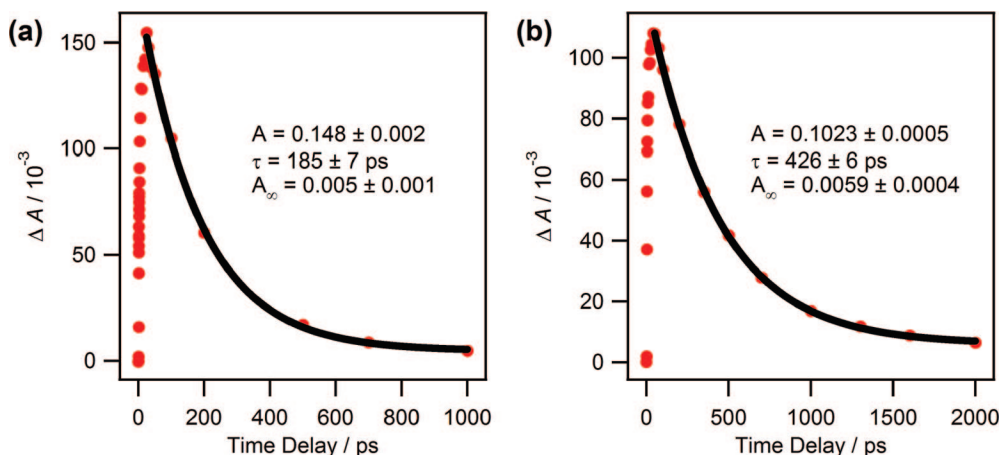 (a)
150
100
50
0
Δ A / 10⁻³
A = 0.148 ± 0.002
τ = 185 ± 7 ps
A∞ = 0.005 ± 0.001
0 200 400 600 800 1000
Time Delay / ps
(b)
100
80
60
40
20
0
Δ A / 10⁻³
A = 0.1023 ± 0.0005
τ = 426 ± 6 ps
A∞ = 0.0059 ± 0.0004
0 500 1000 1500 2000
Time Delay / ps